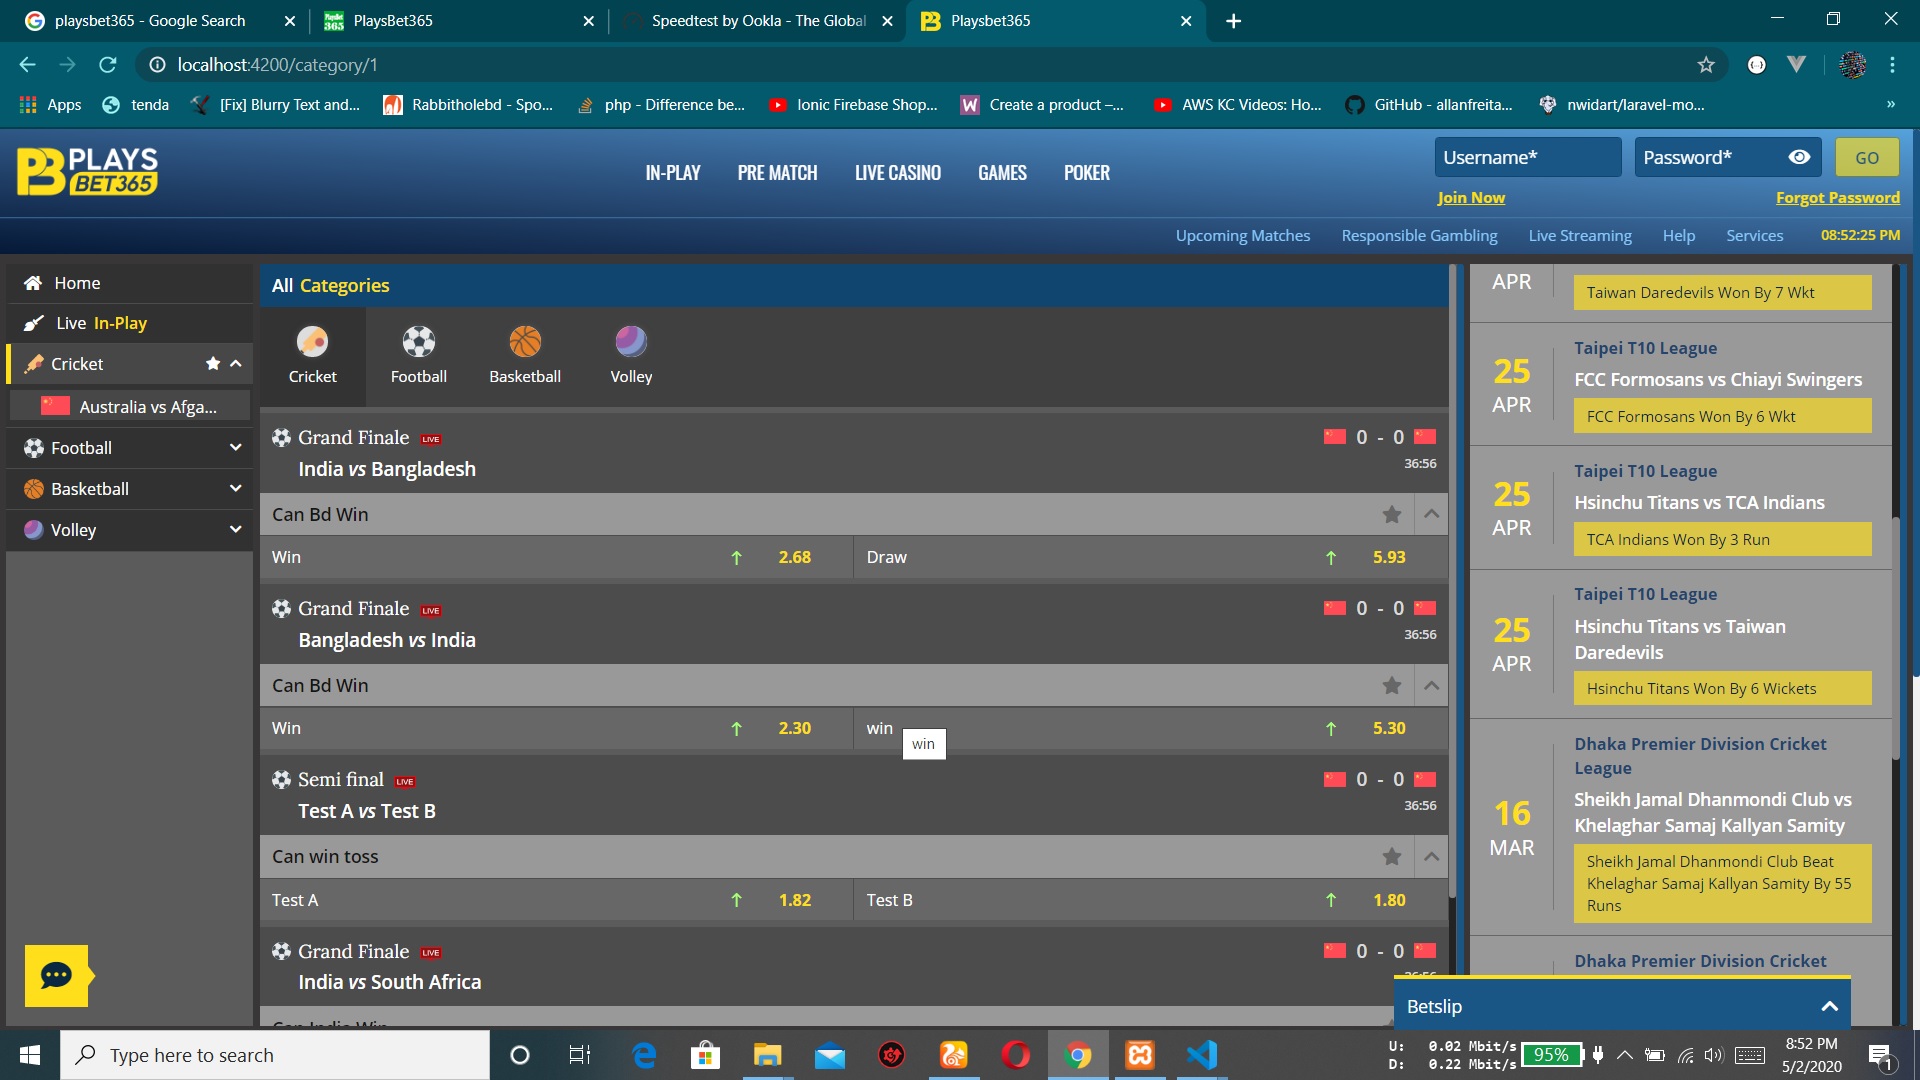 playsbet365 - Google Search
PlaysBet365
Speedtest by Ookla - The Global
Playsbet365
localhost:4200/category/1
Apps
tenda
[Fix] Blurry Text and...
Rabbitholebd - Spo...
php - Difference be...
Ionic Firebase Shop...
Create a product –...
AWS KC Videos: Ho...
GitHub - allanfreita...
nwidart/laravel-mo...
»
PB PLAYS
BET365
IN-PLAY
PRE MATCH
LIVE CASINO
GAMES
POKER
Username*
Password*
GO
Join Now
Forgot Password
Upcoming Matches
Responsible Gambling
Live Streaming
Help
Services
08:52:25 PM
Home
Live In-Play
Cricket
Australia vs Afga...
Football
Basketball
Volley
All Categories
Cricket
Football
Basketball
Volley
Grand Finale LIVE
0 - 0
India vs Bangladesh
36:56
Can Bd Win
Win 2.68
Draw 5.93
Grand Finale LIVE
0 - 0
Bangladesh vs India
36:56
Can Bd Win
Win 2.30
win 5.30
win
Semi final LIVE
0 - 0
Test A vs Test B
36:56
Can win toss
Test A 1.82
Test B 1.80
Grand Finale LIVE
0 - 0
India vs South Africa
36:56
Can India Win
APR
Taiwan Daredevils Won By 7 Wkt
25
APR
Taipei T10 League
FCC Formosans vs Chiayi Swingers
FCC Formosans Won By 6 Wkt
25
APR
Taipei T10 League
Hsinchu Titans vs TCA Indians
TCA Indians Won By 3 Run
25
APR
Taipei T10 League
Hsinchu Titans vs Taiwan
Daredevils
Hsinchu Titans Won By 6 Wickets
16
MAR
Dhaka Premier Division Cricket
League
Sheikh Jamal Dhanmondi Club vs
Khelaghar Samaj Kallyan Samity
Sheikh Jamal Dhanmondi Club Beat
Khelaghar Samaj Kallyan Samity By 55
Runs
Dhaka Premier Division Cricket
Betslip
Type here to search
U: 0.02 Mbit/s
D: 0.22 Mbit/s
95%
8:52 PM
5/2/2020
1